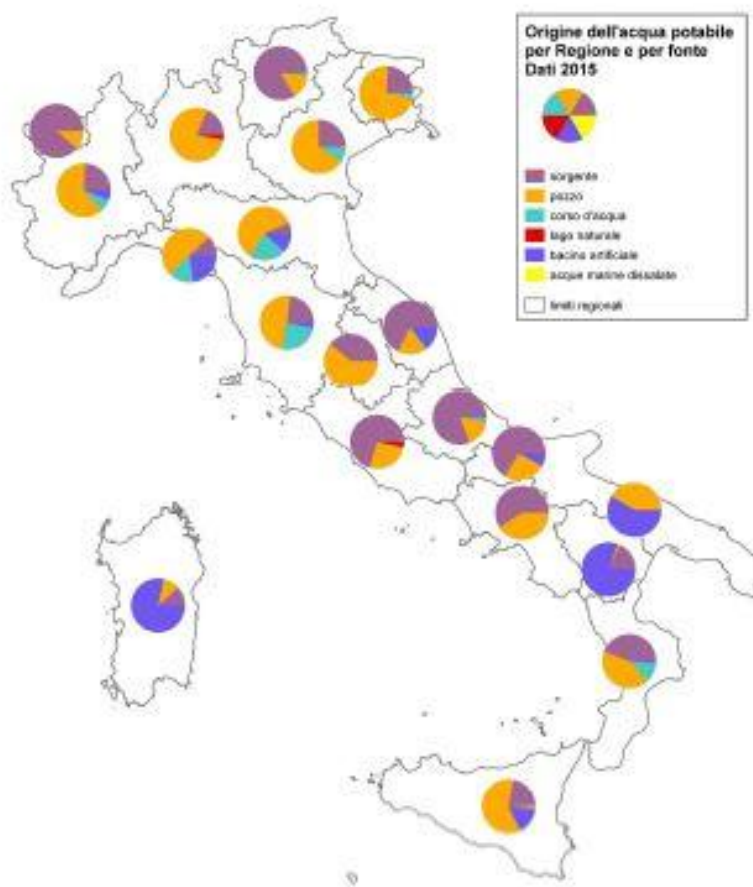 Origine dell'acqua potabile
per Regione e per fonte
Dati 2015
sorgente
pozzo
corso d'acqua
lago naturale
bacino artificiale
acque marine dissalate
limiti regionali